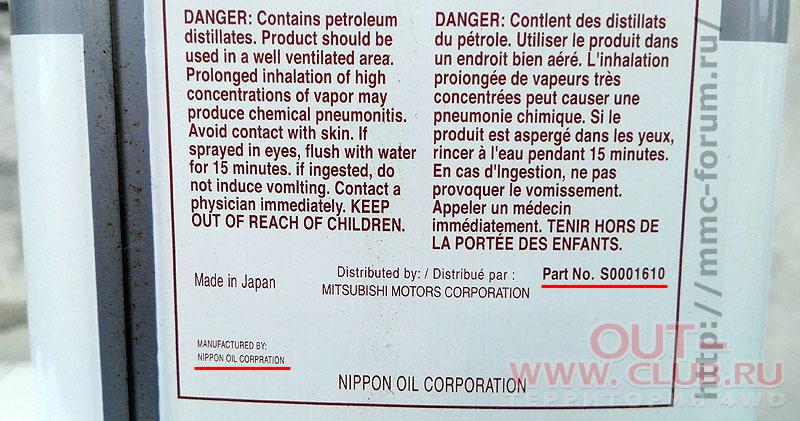 DANGER: Contains petroleum
distillates. Product should be
used in a well ventilated area.
Prolonged inhalation of high
concentrations of vapor may
produce chemical pneumonitis.
Avoid contact with skin. If
sprayed in eyes, flush with water
for 15 minutes. if ingested, do
not induce vomlting. Contact a
physician immediately. KEEP
OUT OF REACH OF CHILDREN.
DANGER: Contlent des distillats
du pétrole. Utiliser le produit dans
un endroit bien aéré. L'inhalation
proiongée de vapeurs très
concentrées peut causer une
pneumonie chimique. Si le
produit est aspergé dans les yeux,
rincer à l'eau pendant 15 minutes.
En cas d'Ingestion, ne pas
provoquer le vomissement.
Appeler un médecin
immédiatement. TENIR HORS DE
LA PORTÉE DES ENFANTS.
Made in Japan
Distributed by: / Distribué par :
MITSUBISHI MOTORS CORPORATION
Part No. S0001610
MANUFACTURED BY:
NIPPON OIL CORPRATION
NIPPON OIL CORPORATION
http://mmc-forum.ru/
OUT-
WWW.CLUB.RU
ТЕРРИТОРИЯ 4WD